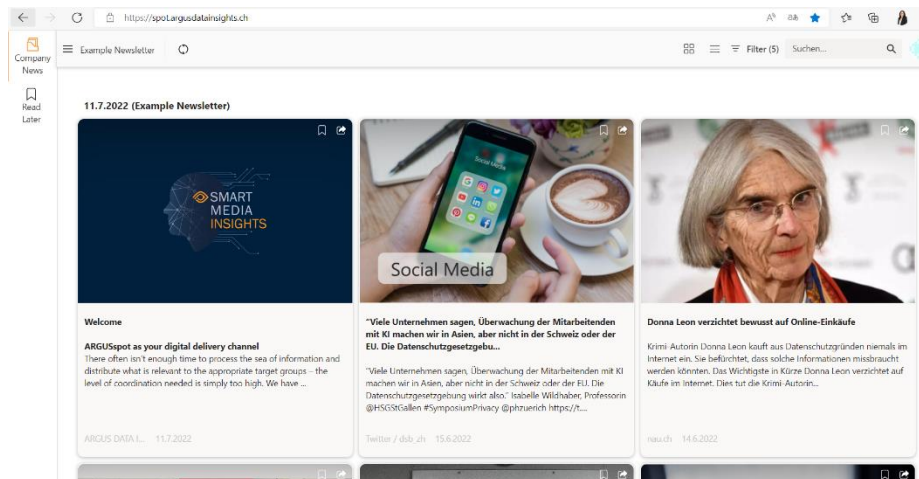 https://spot.argusdatainsights.ch
Company
News
Example Newsletter
Filter (5)
Suchen...
Read
Later
11.7.2022 (Example Newsletter)
SMART
MEDIA
INSIGHTS
Social Media
Social Media
Welcome
ARGUSspot as your digital delivery channel
There often isn't enough time to process the sea of information and
distribute what is relevant to the appropriate target groups – the
level of coordination needed is simply too high. We have ...
ARGUS DATA I... 11.7.2022
"Viele Unternehmen sagen, Überwachung der Mitarbeitenden
mit KI machen wir in Asien, aber nicht in der Schweiz oder der
EU. Die Datenschutzgesetzgebu...
"Viele Unternehmen sagen, Überwachung der Mitarbeitenden mit KI
machen wir in Asien, aber nicht in der Schweiz oder der EU. Die
Datenschutzgesetzgebung wirkt also." Isabelle Wildhaber, Professorin
@HSGStGallen #SymposiumPrivacy @phzuerich https://t....
Twitter / dsb_zh 15.6.2022
Donna Leon verzichtet bewusst auf Online-Einkäufe
Krimi-Autorin Donna Leon kauft aus Datenschutzgründen niemals im
Internet ein. Sie befürchtet, dass solche Informationen missbraucht
werden könnten. Das Wichtigste in Kürze Donna Leon verzichtet auf
Käufe im Internet. Dies tut die Krimi-Autorin...
nau.ch 14.6.2022